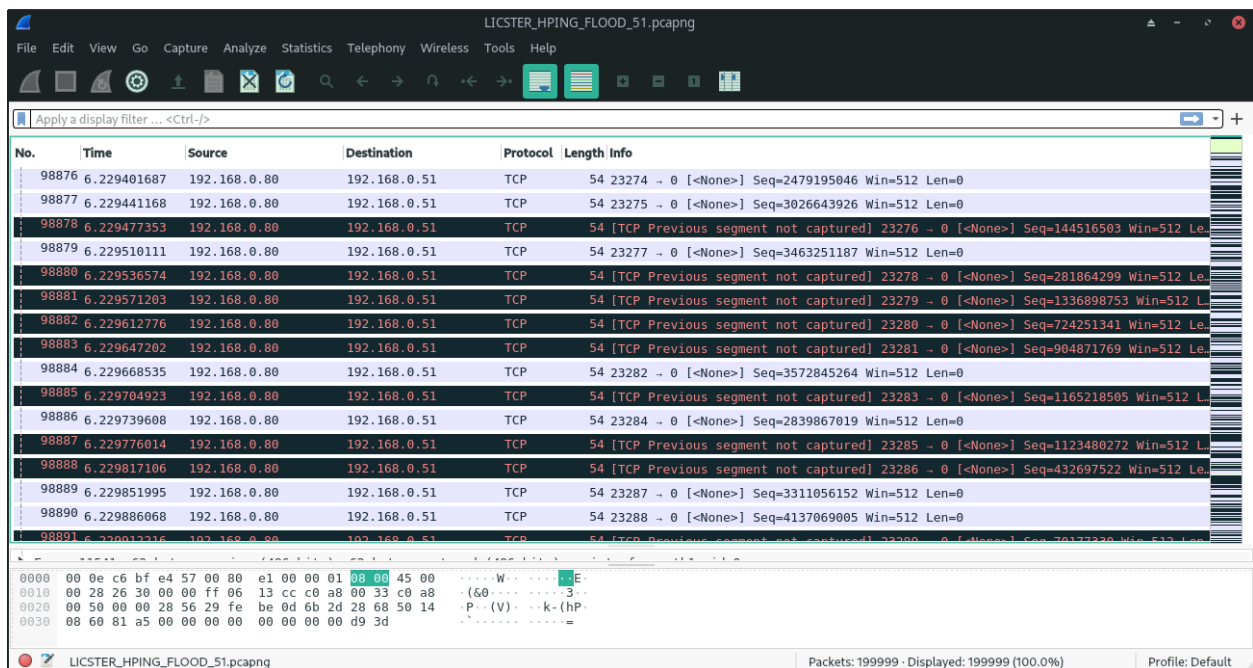 LICSTER_HPING_FLOOD_51.pcapng
File Edit View Go Capture Analyze Statistics Telephony Wireless Tools Help
Apply a display filter ... <Ctrl-/>
No. Time Source Destination Protocol Length Info
98876 6.229401687 192.168.0.80 192.168.0.51 TCP 54 23274 → 0 [<None>] Seq=2479195046 Win=512 Len=0
98877 6.229441168 192.168.0.80 192.168.0.51 TCP 54 23275 → 0 [<None>] Seq=3026643926 Win=512 Len=0
98878 6.229477353 192.168.0.80 192.168.0.51 TCP 54 [TCP Previous segment not captured] 23276 → 0 [<None>] Seq=144516503 Win=512 Le…
98879 6.229510111 192.168.0.80 192.168.0.51 TCP 54 23277 → 0 [<None>] Seq=3463251187 Win=512 Len=0
98880 6.229536574 192.168.0.80 192.168.0.51 TCP 54 [TCP Previous segment not captured] 23278 → 0 [<None>] Seq=281864299 Win=512 Le…
98881 6.229571203 192.168.0.80 192.168.0.51 TCP 54 [TCP Previous segment not captured] 23279 → 0 [<None>] Seq=1336898753 Win=512 L…
98882 6.229612776 192.168.0.80 192.168.0.51 TCP 54 [TCP Previous segment not captured] 23280 → 0 [<None>] Seq=724251341 Win=512 Le…
98883 6.229647202 192.168.0.80 192.168.0.51 TCP 54 [TCP Previous segment not captured] 23281 → 0 [<None>] Seq=904871769 Win=512 Le…
98884 6.229668535 192.168.0.80 192.168.0.51 TCP 54 23282 → 0 [<None>] Seq=3572845264 Win=512 Len=0
98885 6.229704923 192.168.0.80 192.168.0.51 TCP 54 [TCP Previous segment not captured] 23283 → 0 [<None>] Seq=1165218505 Win=512 L…
98886 6.229739608 192.168.0.80 192.168.0.51 TCP 54 23284 → 0 [<None>] Seq=2839867019 Win=512 Len=0
98887 6.229776014 192.168.0.80 192.168.0.51 TCP 54 [TCP Previous segment not captured] 23285 → 0 [<None>] Seq=1123480272 Win=512 L…
98888 6.229817106 192.168.0.80 192.168.0.51 TCP 54 [TCP Previous segment not captured] 23286 → 0 [<None>] Seq=432697522 Win=512 Le…
98889 6.229851995 192.168.0.80 192.168.0.51 TCP 54 23287 → 0 [<None>] Seq=3311056152 Win=512 Len=0
98890 6.229886068 192.168.0.80 192.168.0.51 TCP 54 23288 → 0 [<None>] Seq=4137069005 Win=512 Len=0
98891
0000 00 0e c6 bf e4 57 00 80 e1 00 00 01 08 00 45 00 ·····W·· ······E·
0010 00 28 26 30 00 00 ff 06 13 cc c0 a8 00 33 c0 a8 ·(&0···· ·····3··
0020 00 50 00 00 28 56 29 fe be 0d 6b 2d 28 68 50 14 ·P··(V)· ··k-(hP·
0030 08 60 81 a5 00 00 00 00 00 00 00 00 d9 3d ·`······ ·····=
LICSTER_HPING_FLOOD_51.pcapng Packets: 199999 · Displayed: 199999 (100.0%) Profile: Default